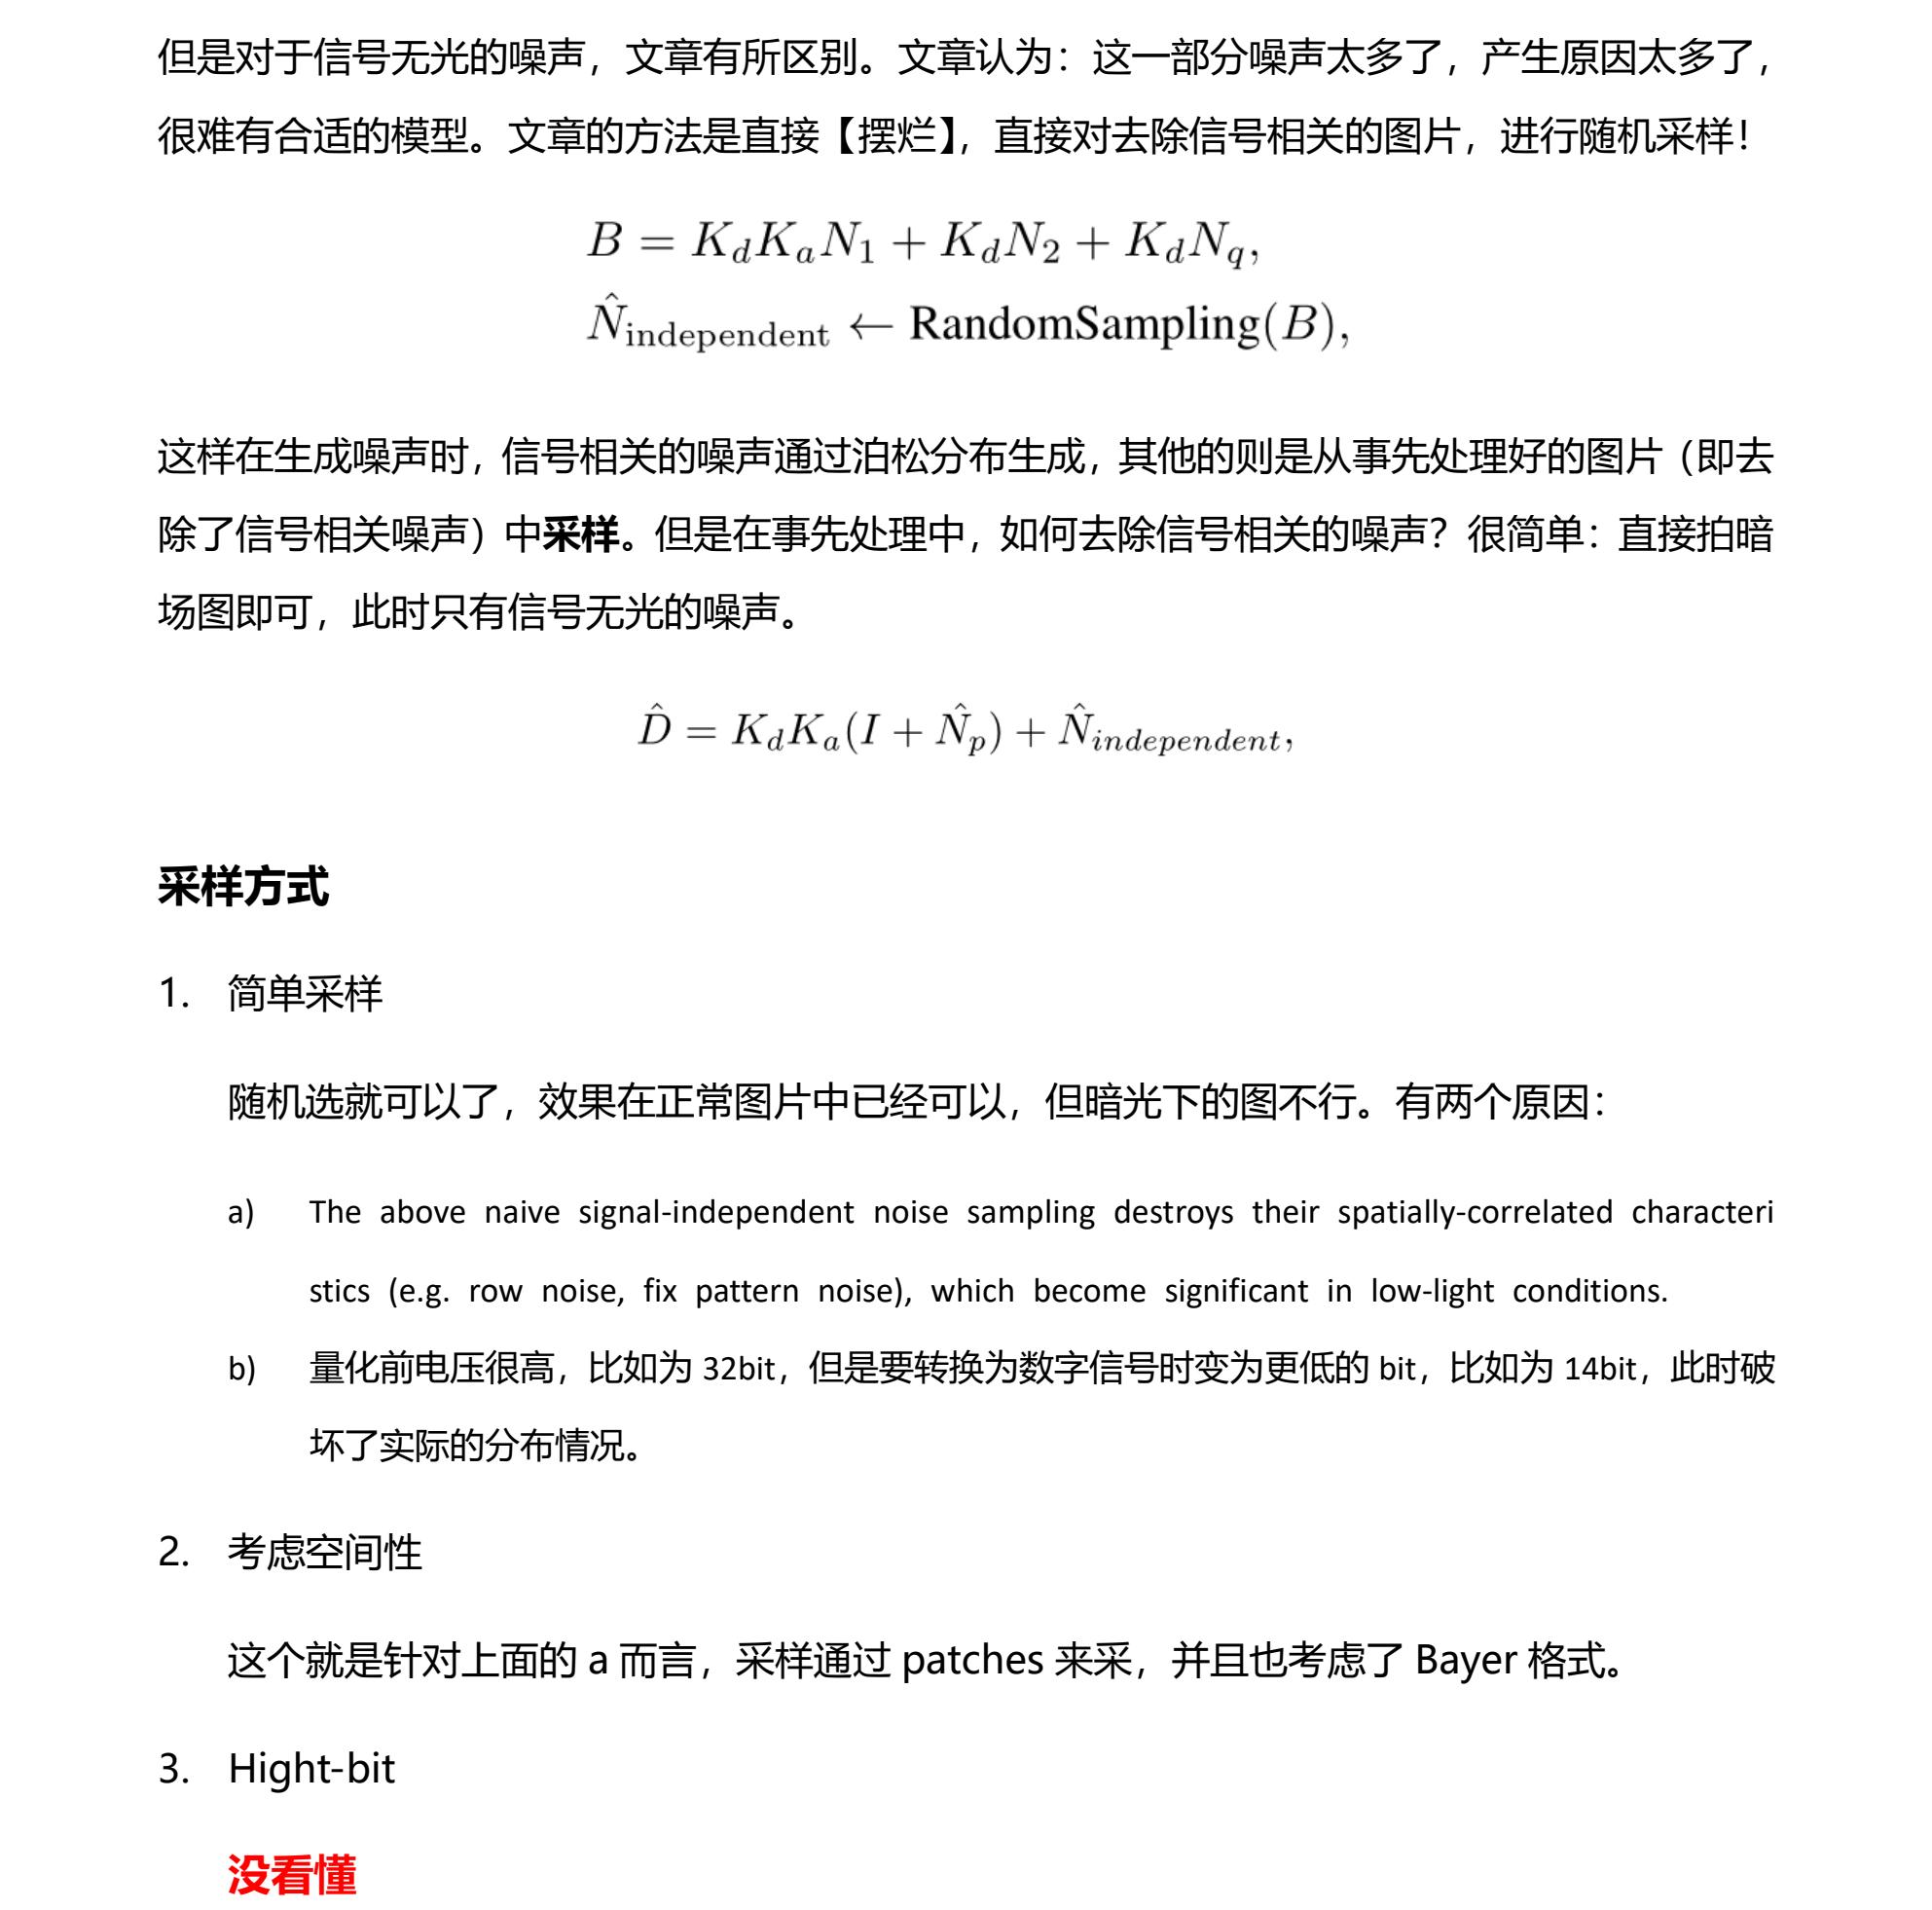 但是对于信号无光的噪声，文章有所区别。文章认为：这一部分噪声太多了，产生原因太多了，
很难有合适的模型。文章的方法是直接【摆烂】，直接对去除信号相关的图片，进行随机采样！
B = K_d K_a N_1 + K_d N_2 + K_d N_q,
N̂_independent ← RandomSampling(B),
这样在生成噪声时，信号相关的噪声通过泊松分布生成，其他的则是从事先处理好的图片（即去
除了信号相关噪声）中采样。但是在事先处理中，如何去除信号相关的噪声？很简单：直接拍暗
场图即可，此时只有信号无光的噪声。
D̂ = K_d K_a (I + N̂_p) + N̂_independent,
采样方式
1. 简单采样
随机选就可以了，效果在正常图片中已经可以，但暗光下的图不行。有两个原因：
a) The above naive signal-independent noise sampling destroys their spatially-correlated characteri
stics (e.g. row noise, fix pattern noise), which become significant in low-light conditions.
b) 量化前电压很高，比如为 32bit，但是要转换为数字信号时变为更低的 bit，比如为 14bit，此时破
坏了实际的分布情况。
2. 考虑空间性
这个就是针对上面的 a 而言，采样通过 patches 来采，并且也考虑了 Bayer 格式。
3. Hight-bit
没看懂